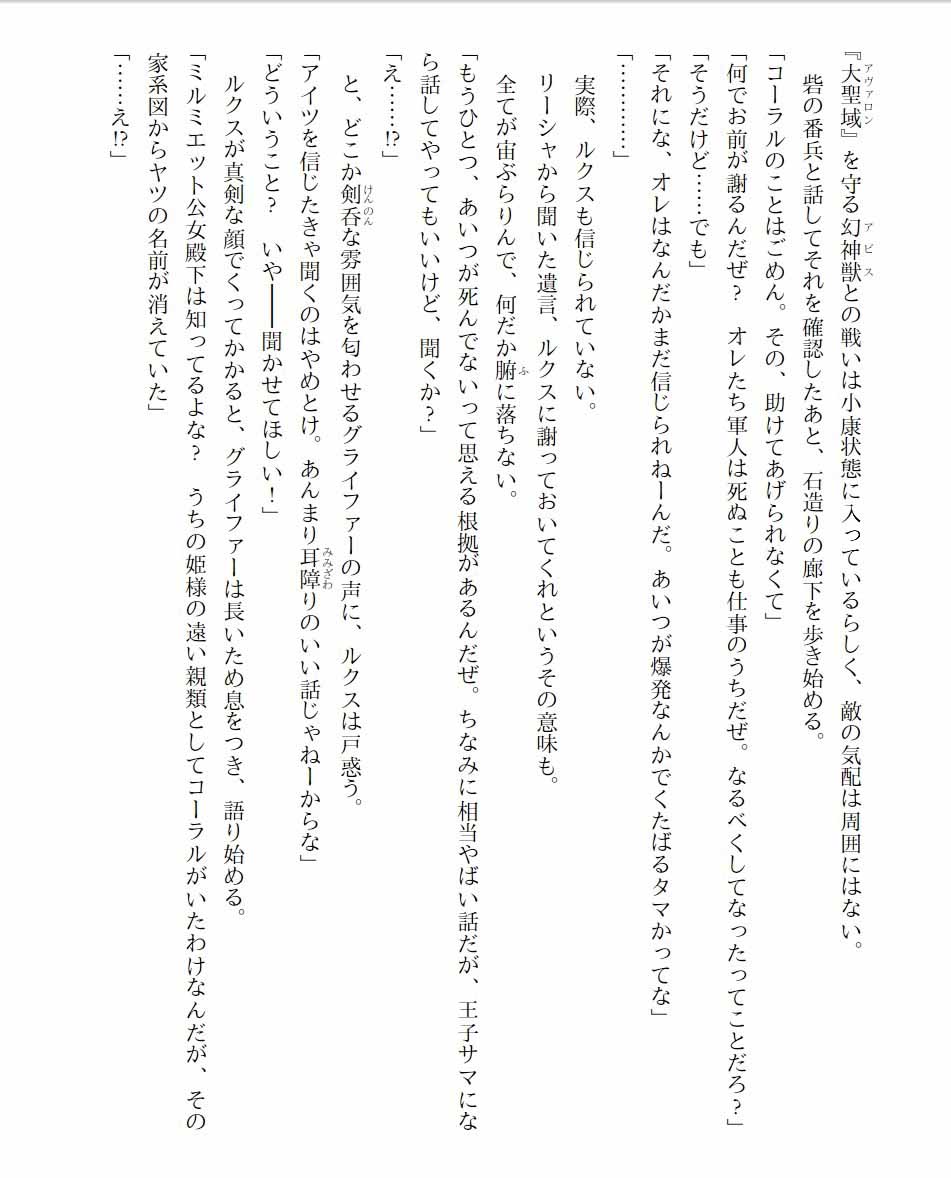 『大聖域』を守る幻神獣との戦いは小康状態に入っているらしく、敵の気配は周囲にはない。
　砦の番兵と話してそれを確認したあと、石造りの廊下を歩き始める。
「コーラルのことはごめん。その、助けてあげられなくて」
「何でお前が謝るんだぜ？　オレたち軍人は死ぬことも仕事のうちだぜ。なるべくしてなったってことだろ？」
「そうだけど……でも」
「それにな、オレはなんだかまだ信じられねーんだ。あいつが爆発なんかでくたばるタマかってな」
「…………」
　実際、ルクスも信じられていない。
　リーシャから聞いた遺言、ルクスに謝っておいてくれというその意味も。
　全てが宙ぶらりんで、何だか腑に落ちない。
「もうひとつ、あいつが死んでないって思える根拠があるんだぜ。ちなみに相当やばい話だが、王子サマにな
ら話してやってもいいけど、聞くか？」
「え……!?」
　と、どこか剣呑な雰囲気を匂わせるグライファーの声に、ルクスは戸惑う。
「アイツを信じたきゃ聞くのはやめとけ。あんまり耳障りのいい話じゃねーからな」
「どういうこと？　いや――聞かせてほしい！」
　ルクスが真剣な顔でくってかかると、グライファーは長いため息をつき、語り始める。
「ミルミエット公女殿下は知ってるよな？　うちの姫様の遠い親類としてコーラルがいたわけなんだが、その
家系図からヤツの名前が消えていた」
「……え!?」